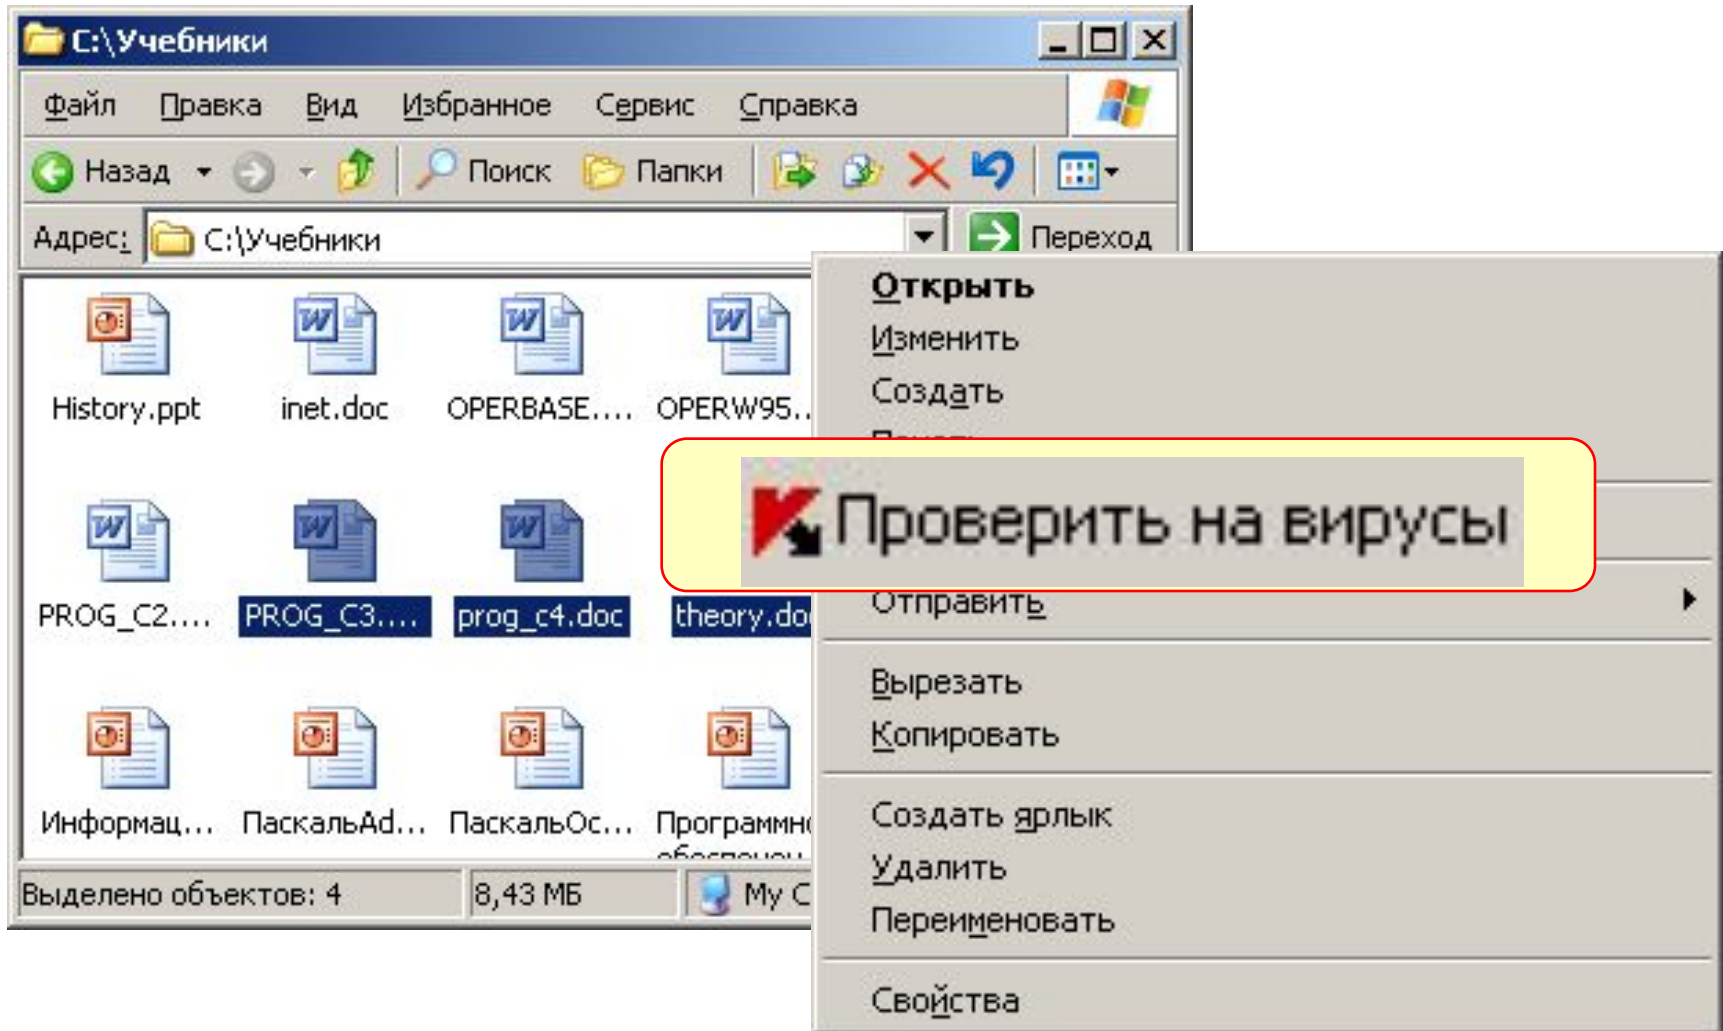 C:\Учебники
Файл Правка Вид Избранное Сервис Справка
Назад Поиск Папки
Адрес: C:\Учебники Переход
History.ppt inet.doc OPERBASE.... OPERW95..
PROG_C2.... PROG_C3.... prog_c4.doc theory.do
Информац... ПаскальAd... ПаскальОс... Программн
Выделено объектов: 4 8,43 МБ My C
Открыть
Изменить
Создать
Проверить на вирусы
Отправить
Вырезать
Копировать
Создать ярлык
Удалить
Переименовать
Свойства